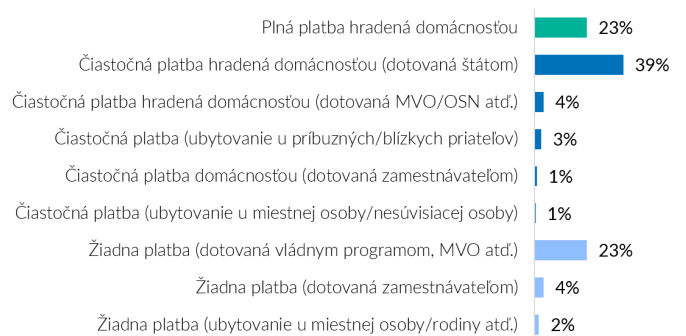 Plná platba hradená domácnosťou 23%
Čiastočná platba hradená domácnosťou (dotovaná štátom) 39%
Čiastočná platba hradená domácnosťou (dotovaná MVO/OSN atď.) 4%
Čiastočná platba (ubytovanie u príbuzných/blízkych priateľov) 3%
Čiastočná platba domácnosťou (dotovaná zamestnávateľom) 1%
Čiastočná platba (ubytovanie u miestnej osoby/nesúvisiacej osoby) 1%
Žiadna platba (dotovaná vládnym programom, MVO atď.) 23%
Žiadna platba (dotovaná zamestnávateľom) 4%
Žiadna platba (ubytovanie u miestnej osoby/rodiny atď.) 2%